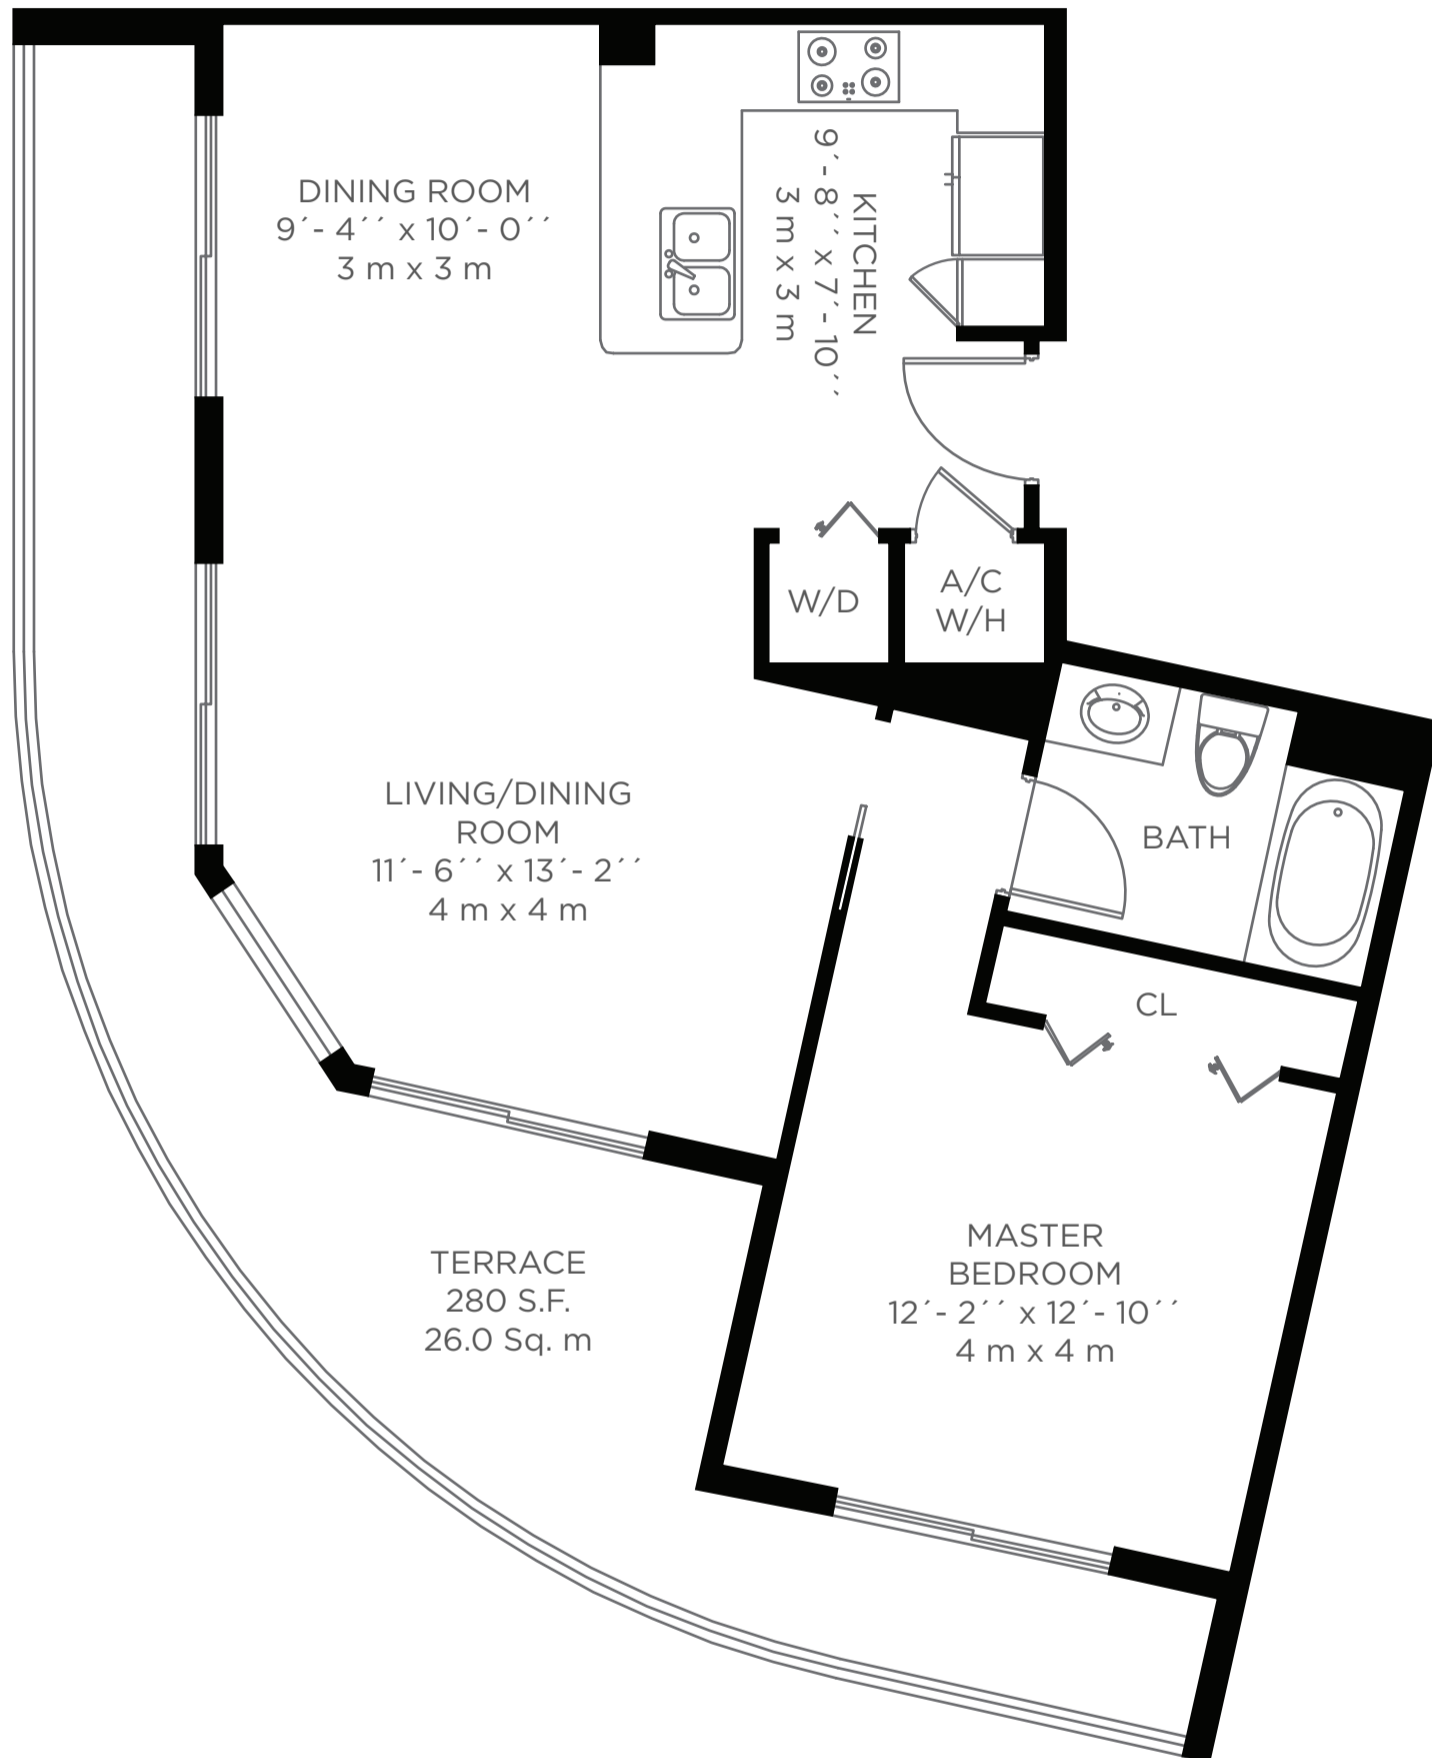 DINING ROOM
9´- 4´´ x 10´- 0´´
3 m x 3 m
KITCHEN
9´- 8´´ x 7´- 10´´
3 m x 3 m
W/D
A/C
W/H
LIVING/DINING
ROOM
11´- 6´´ x 13´- 2´´
4 m x 4 m
BATH
CL
MASTER
BEDROOM
12´- 2´´ x 12´- 10´´
4 m x 4 m
TERRACE
280 S.F.
26.0 Sq. m